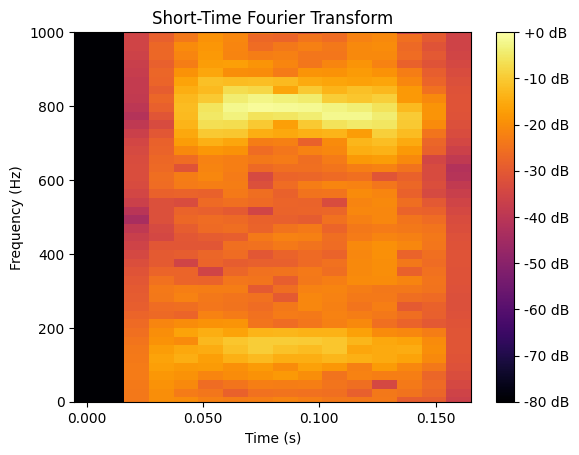 Short-Time Fourier Transform
Frequency (Hz)
1000
800
600
400
200
0
0.000
0.050
0.100
0.150
Time (s)
+0 dB
-10 dB
-20 dB
-30 dB
-40 dB
-50 dB
-60 dB
-70 dB
-80 dB